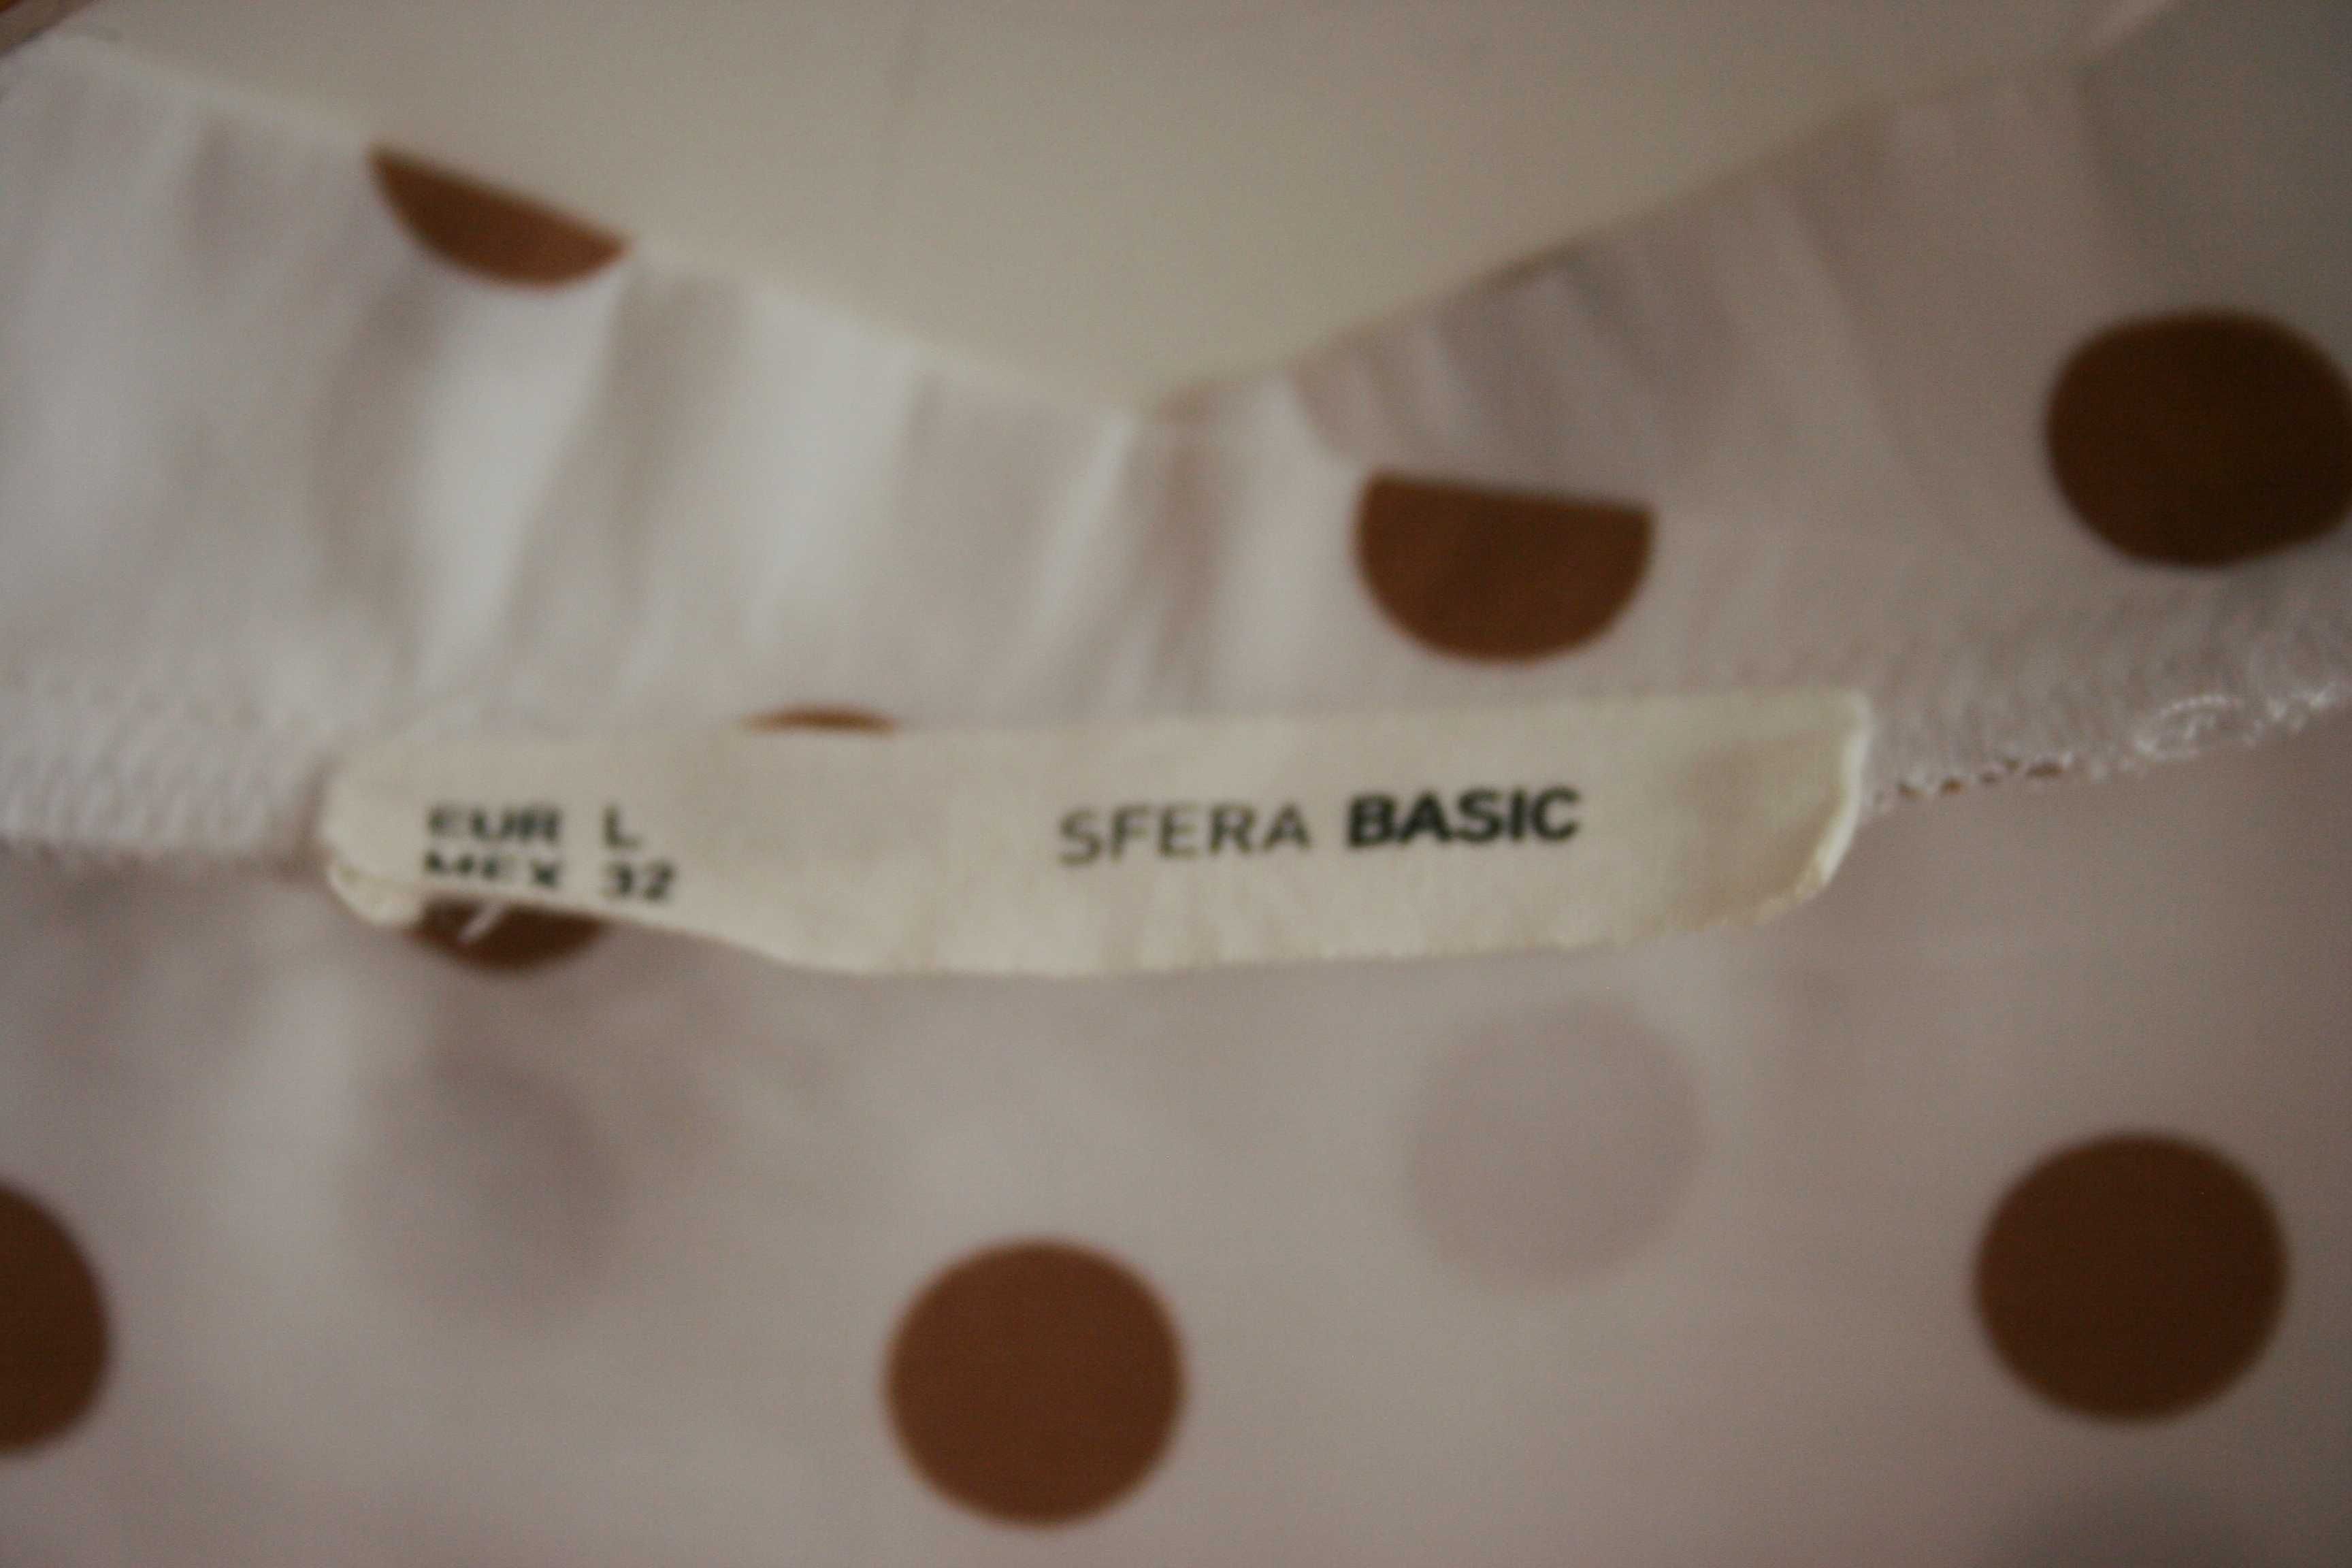 EUR L
MEX 32
SFERA BASIC